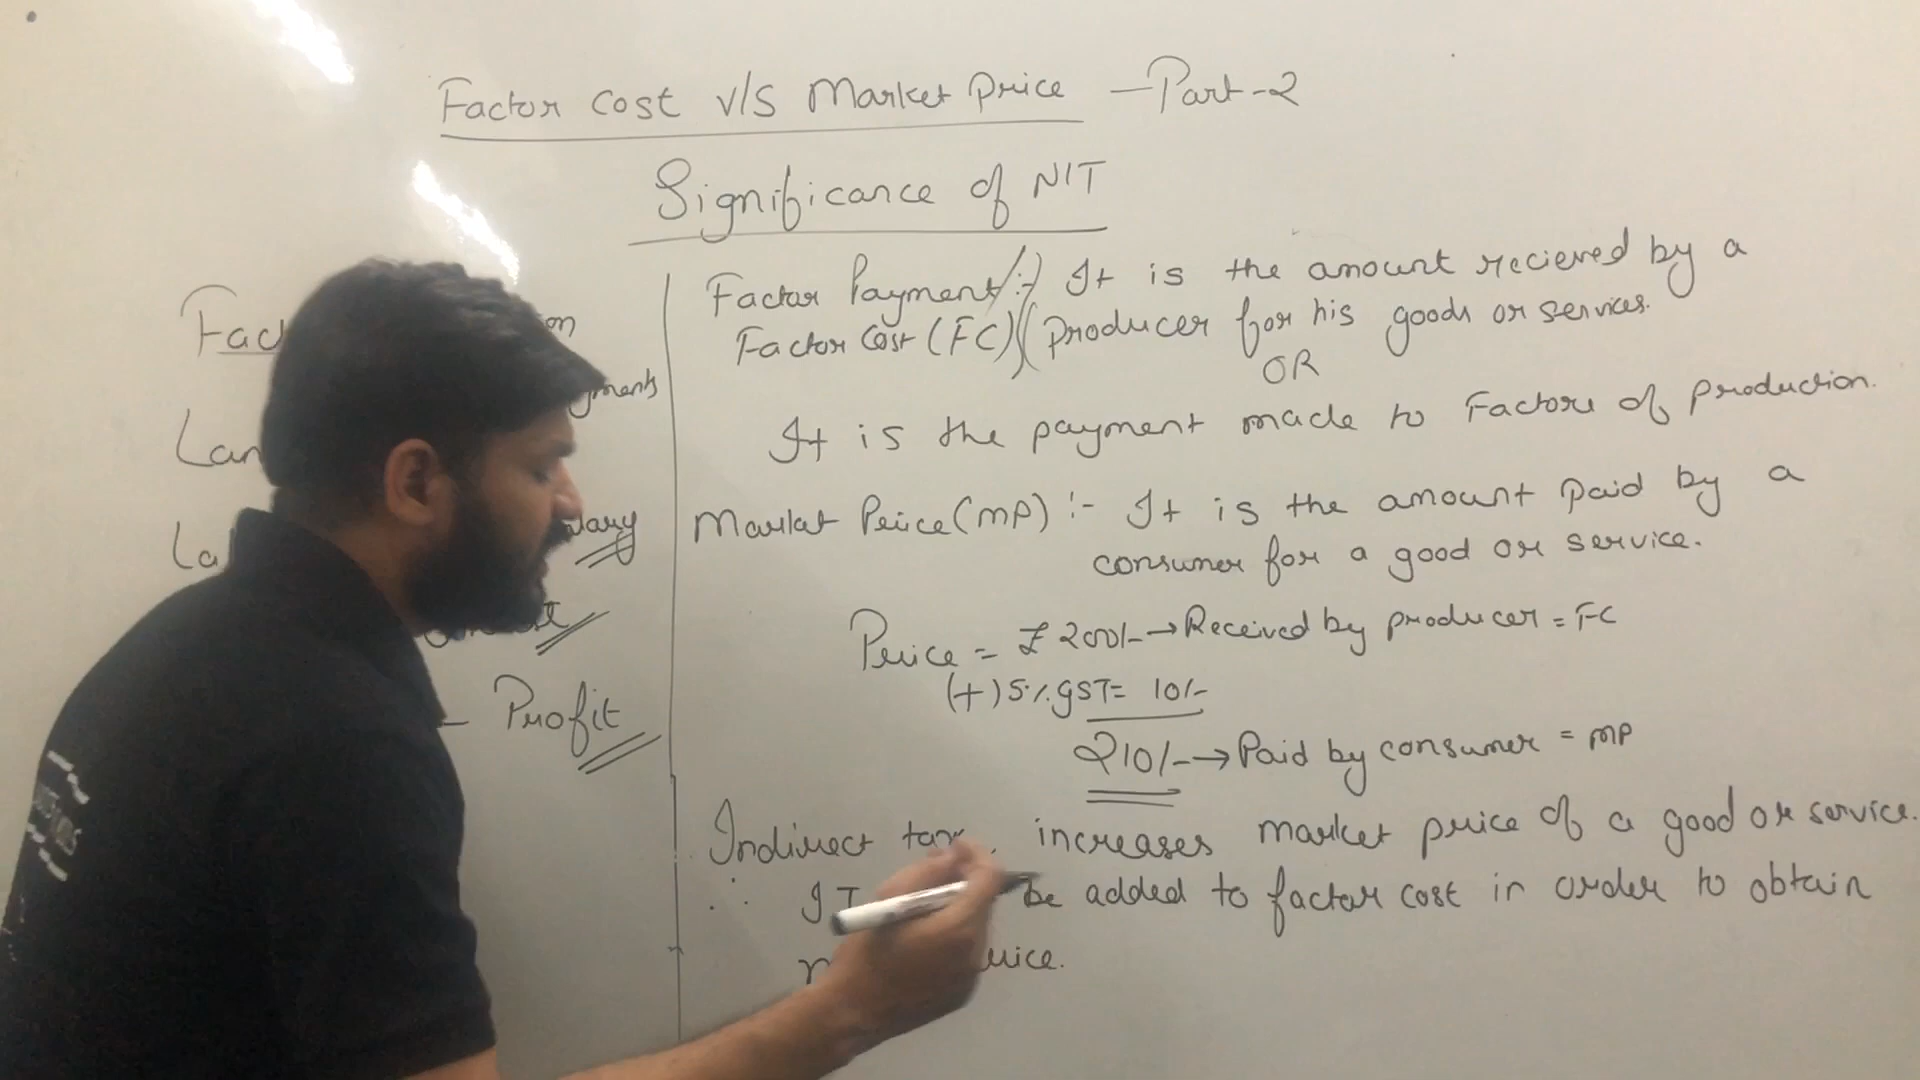 Factor Cost v/s Market Price - Part-2
Significance of NIT
Factor Payment/:-) It is the amount recieved by a
Factor Cost (FC) ( Producer for his goods or services.
OR
It is the payment made to Factors of production.
Market Price (MP) :- It is the amount paid by a
consumer for a good or service.
Price = ₹ 200/- → Received by producer = FC
(+) 5% GST = 10/-
210/- → Paid by consumer = MP
Indirect tax increases market price of a good or service.
∴ IT be added to factor cost in order to obtain
- Profit